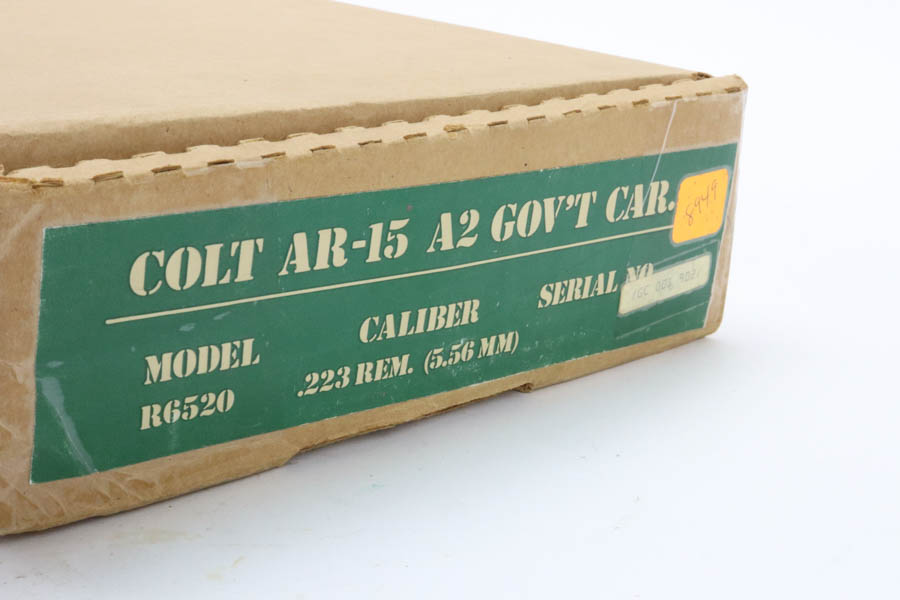 COLT AR-15 A2 GOV'T CAR.
8949
MODEL
R6520
CALIBER
.223 REM. (5.56 MM)
SERIAL NO.